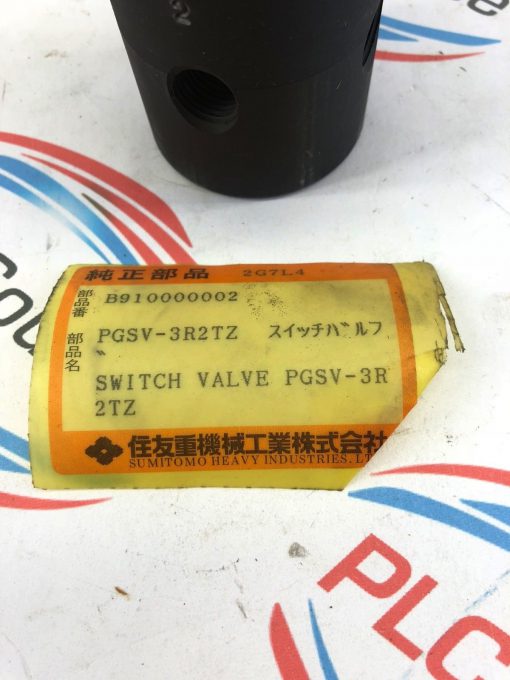 2
純正部品 2G7L4
部品番 B910000002
部品名 PGSV-3R2TZ スイッチバルブ
SWITCH VALVE PGSV-3R
2TZ
住友重機械工業株式会社
SUMITOMO HEAVY INDUSTRIES. LT
PLC